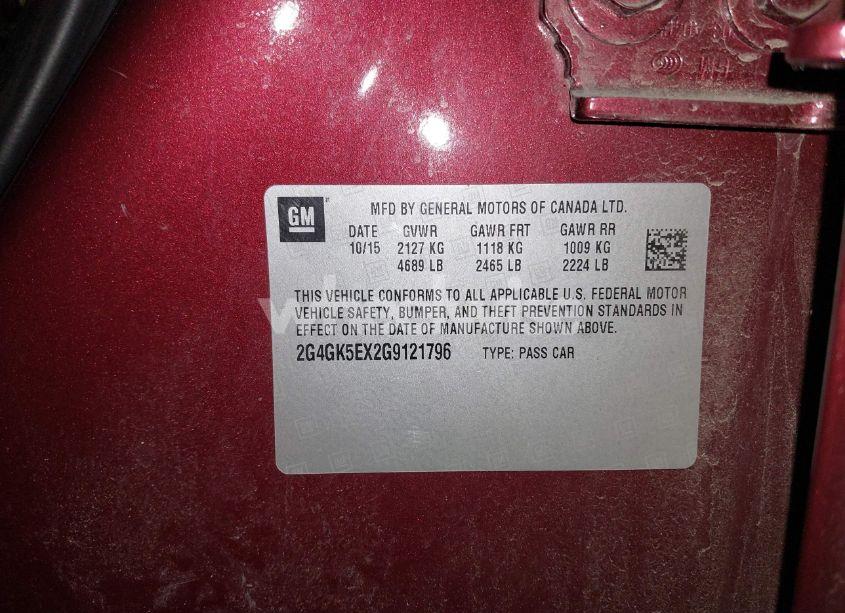 GM
MFD BY GENERAL MOTORS OF CANADA LTD.
DATE GVWR GAWR FRT GAWR RR
10/15 2127 KG 1118 KG 1009 KG
4689 LB 2465 LB 2224 LB
THIS VEHICLE CONFORMS TO ALL APPLICABLE U.S. FEDERAL MOTOR
VEHICLE SAFETY, BUMPER, AND THEFT PREVENTION STANDARDS IN
EFFECT ON THE DATE OF MANUFACTURE SHOWN ABOVE.
2G4GK5EX2G9121796 TYPE: PASS CAR